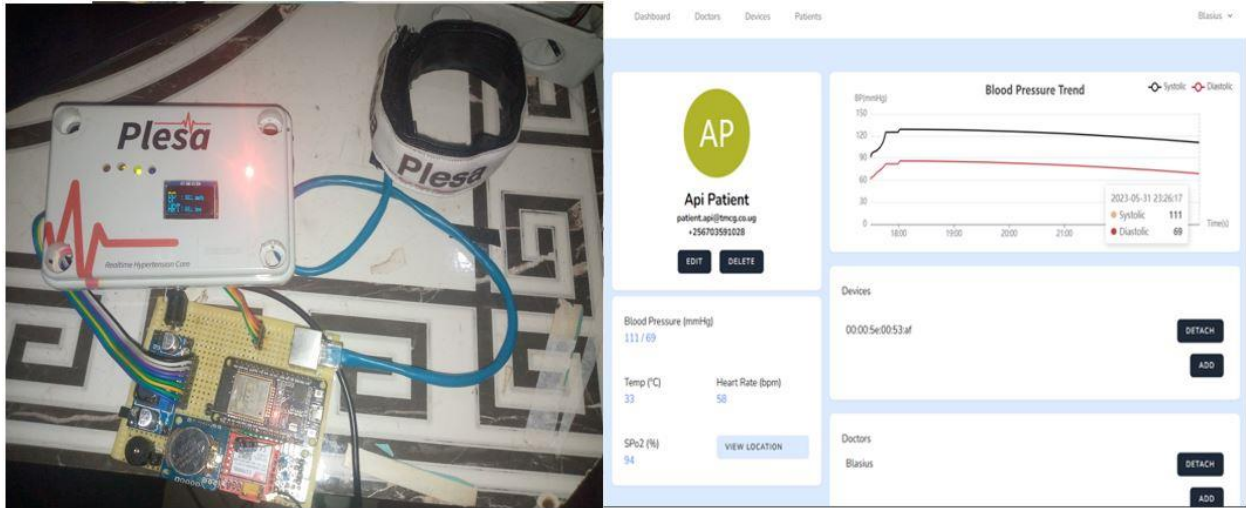 Plesa
Realtime Hypertension Care
Plesa
Dashboard Doctors Devices Patients Blasius
AP
Api Patient
patient.api@tmcg.co.ug
+256703591028
EDIT DELETE
Blood Pressure (mmHg)
111 / 69
Temp (°C) Heart Rate (bpm)
33 58
SPo2 (%) VIEW LOCATION
94
Blood Pressure Trend
Systolic Diastolic
BP(mmHg)
150
120
90
60
30
0
18:00 19:00 20:00 21:00
Time(s)
2023-05-31 23:26:17
Systolic 111
Diastolic 69
Devices
00:00:5e:00:53:af DETACH
ADD
Doctors
Blasius DETACH
ADD